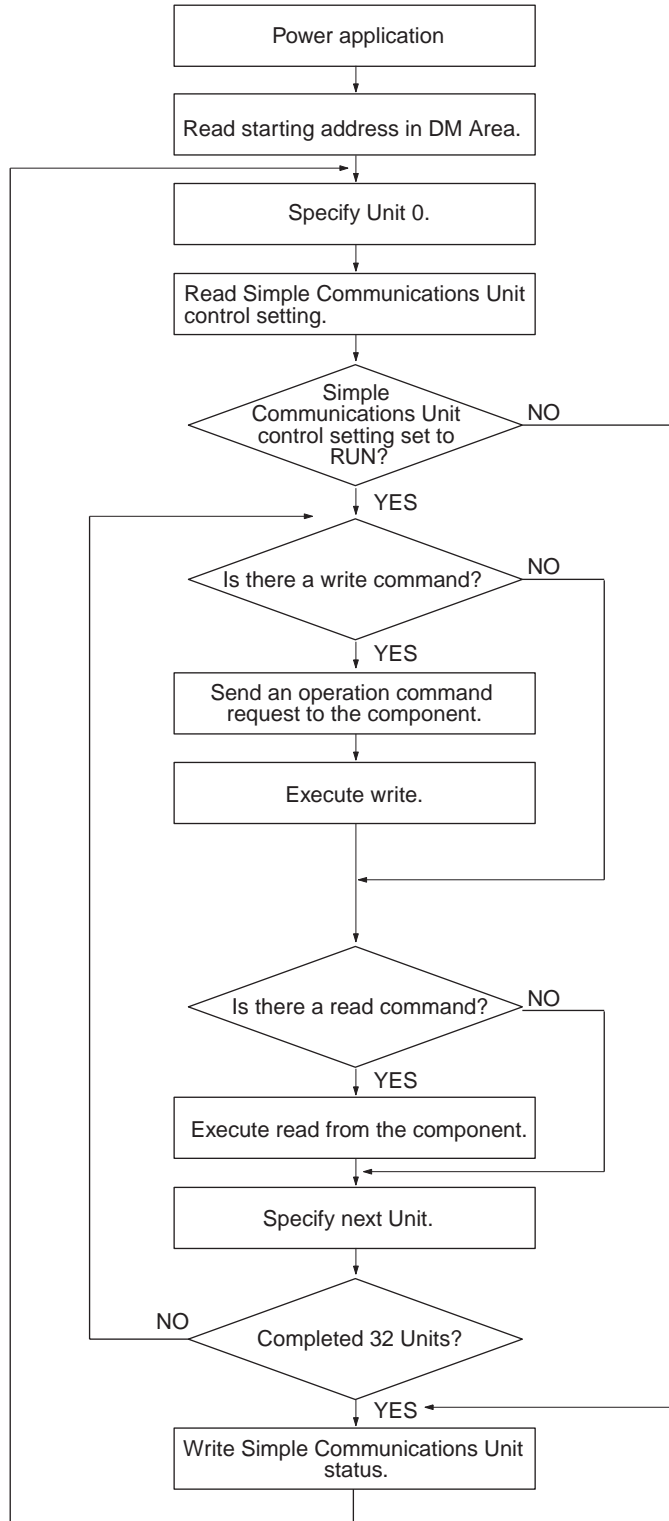 Power application
Read starting address in DM Area.
Specify Unit 0.
Read Simple Communications Unit
control setting.
Simple
Communications Unit
control setting set to
RUN?
NO
YES
Is there a write command?
NO
YES
Send an operation command
request to the component.
Execute write.
Is there a read command?
NO
YES
Execute read from the component.
Specify next Unit.
NO
Completed 32 Units?
YES
Write Simple Communications Unit
status.